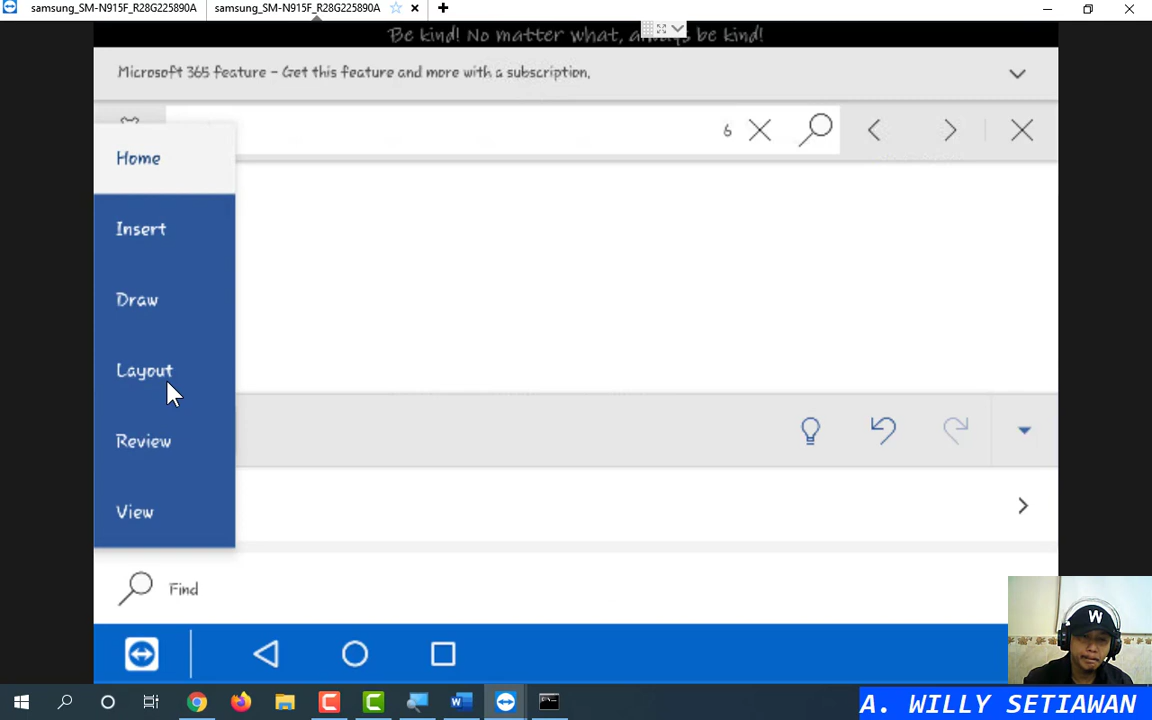 samsung_SM-N915F_R28G225890A
samsung_SM-N915F_R28G225890A
Be kind! No matter what, always be kind!
Microsoft 365 feature - Get this feature and more with a subscription.
6
Home
Insert
Draw
Layout
Review
View
Find
W
A. WILLY SETIAWAN